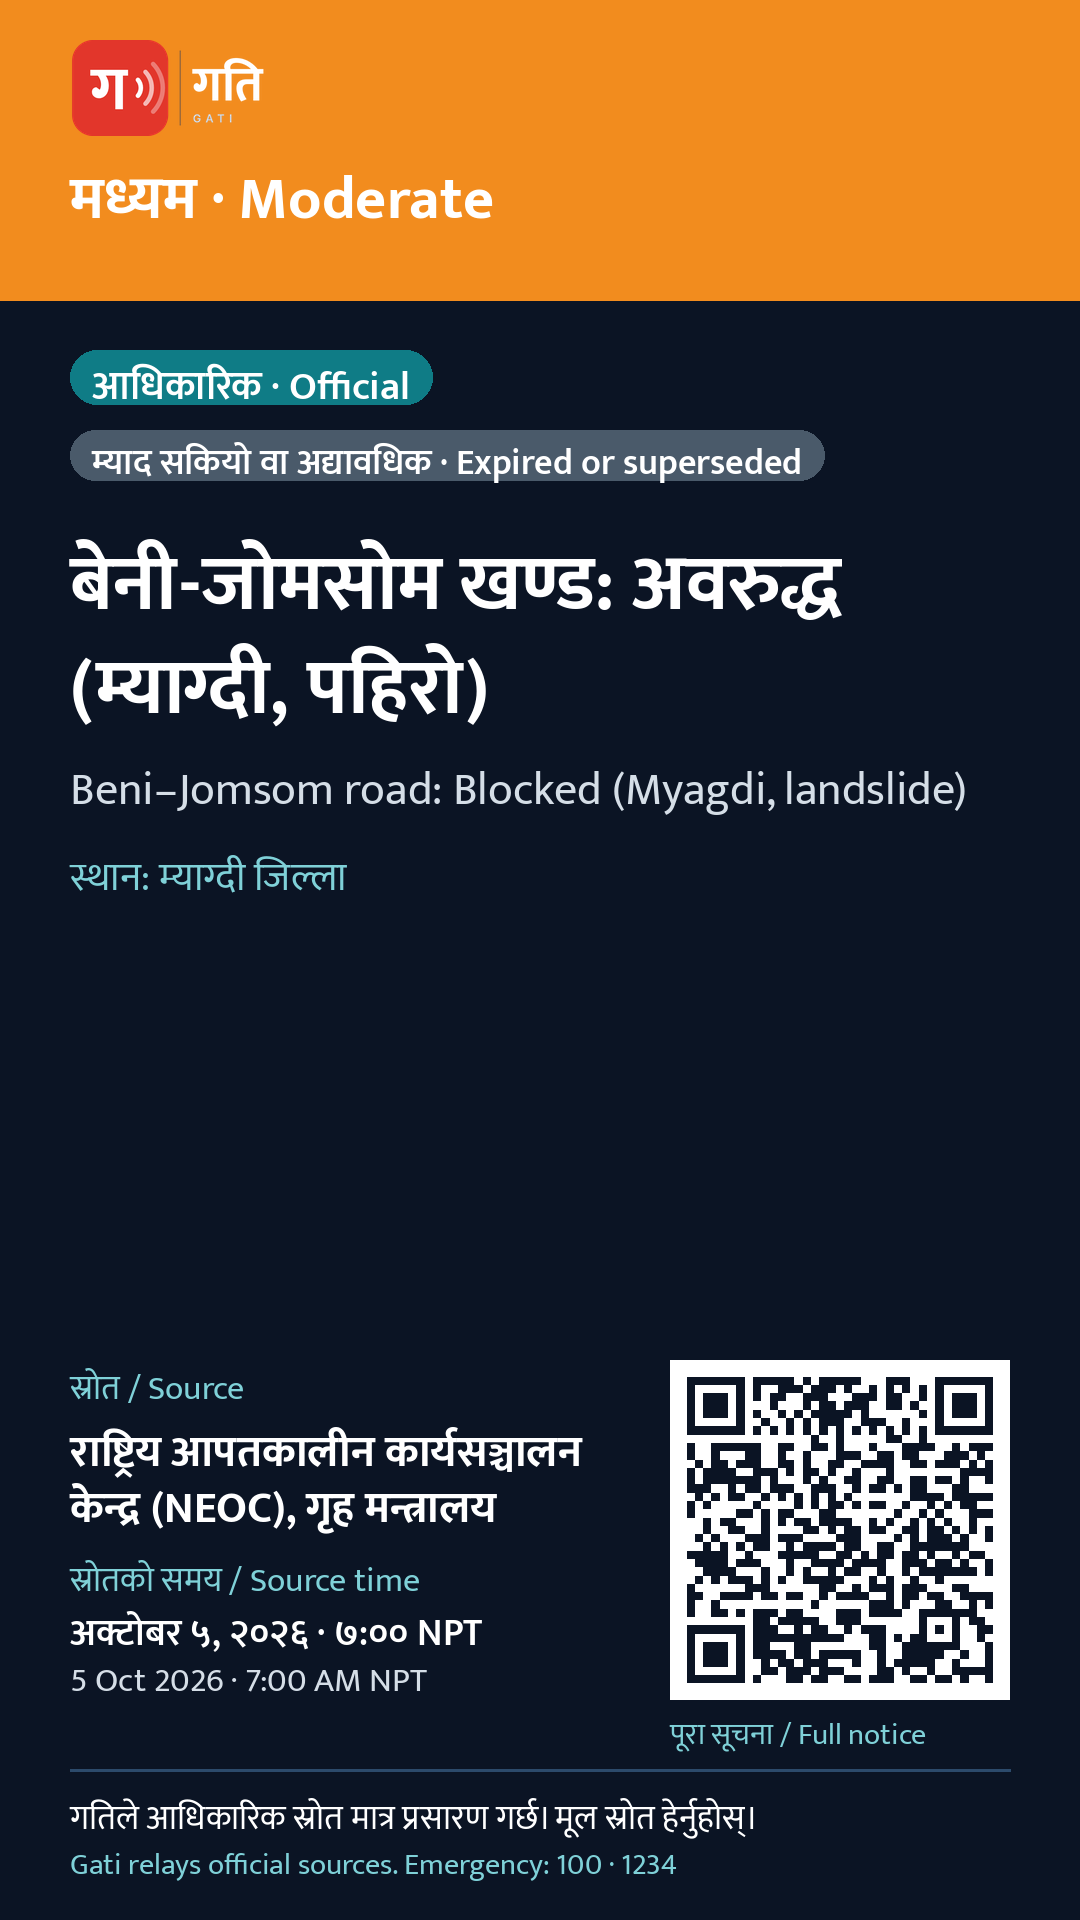 ग
गति
GATI
मध्यम · Moderate
आधिकारिक · Official
म्याद सकियो वा अद्यावधिक · Expired or superseded
बेनी-जोमसोम खण्ड: अवरुद्ध
(म्याग्दी, पहिरो)
Beni–Jomsom road: Blocked (Myagdi, landslide)
स्थान: म्याग्दी जिल्ला
स्रोत / Source
राष्ट्रिय आपतकालीन कार्यसञ्चालन
केन्द्र (NEOC), गृह मन्त्रालय
स्रोतको समय / Source time
अक्टोबर ५, २०२६ · ७:०० NPT
5 Oct 2026 · 7:00 AM NPT
पूरा सूचना / Full notice
गतिले आधिकारिक स्रोत मात्र प्रसारण गर्छ। मूल स्रोत हेर्नुहोस्।
Gati relays official sources. Emergency: 100 · 1234